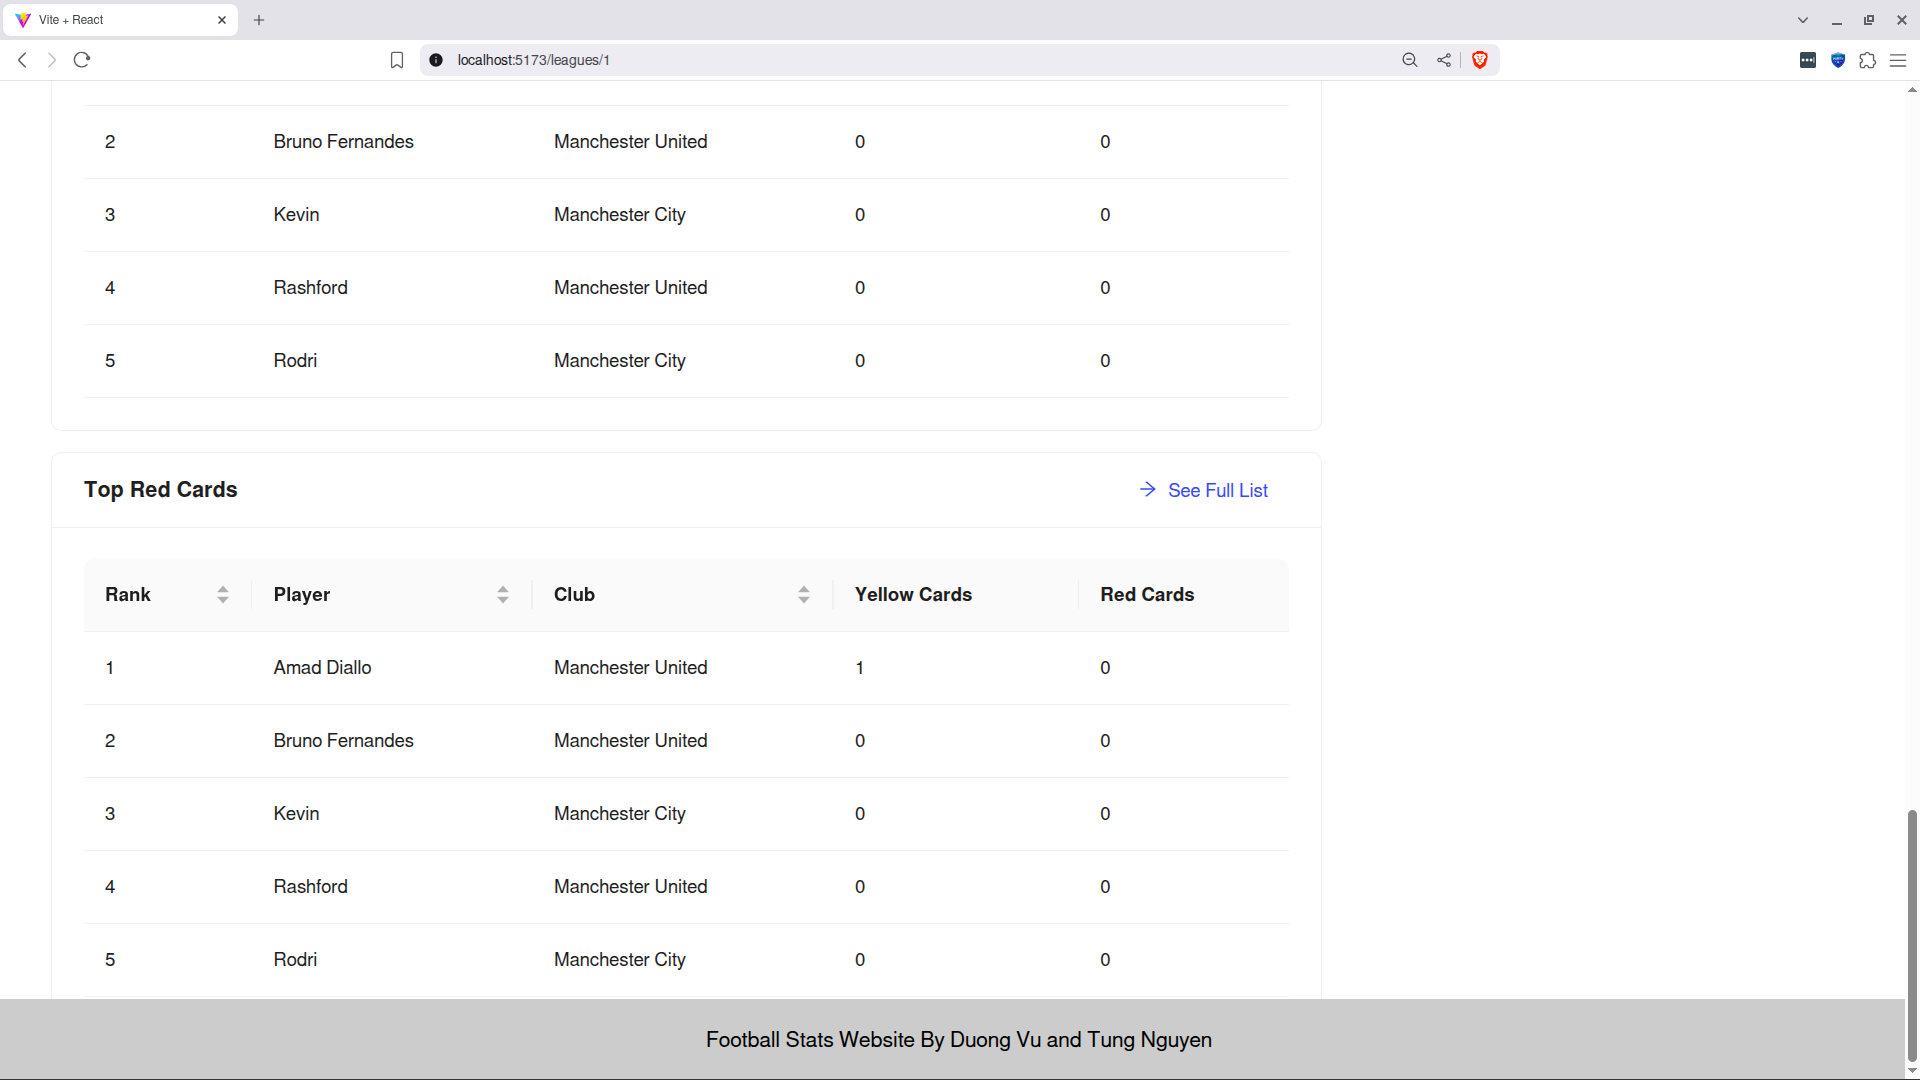 Vite + React
localhost:5173/leagues/1
2 Bruno Fernandes Manchester United 0 0
3 Kevin Manchester City 0 0
4 Rashford Manchester United 0 0
5 Rodri Manchester City 0 0
Top Red Cards See Full List
Rank Player Club Yellow Cards Red Cards
1 Amad Diallo Manchester United 1 0
2 Bruno Fernandes Manchester United 0 0
3 Kevin Manchester City 0 0
4 Rashford Manchester United 0 0
5 Rodri Manchester City 0 0
Football Stats Website By Duong Vu and Tung Nguyen